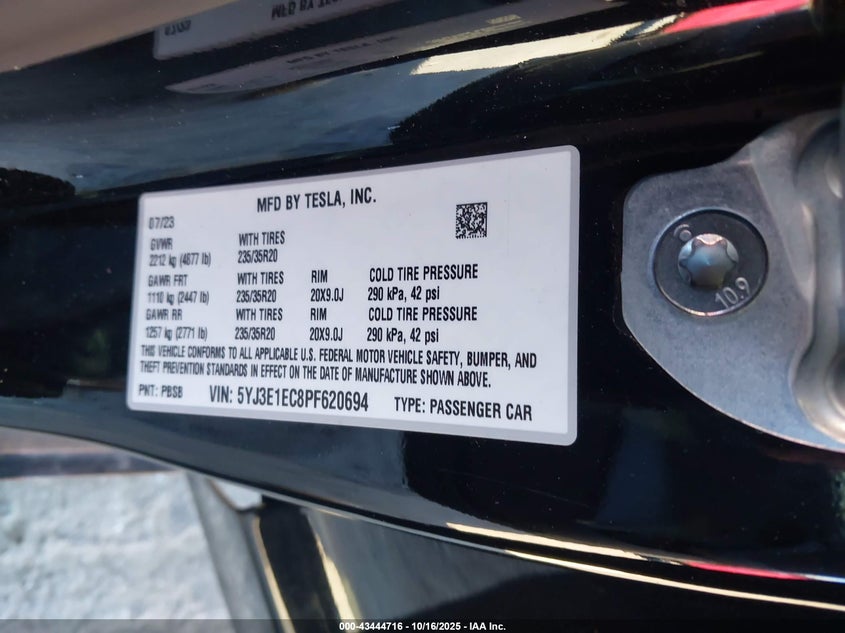 MFD BY TESLA, INC.
07/23
GVWR WITH TIRES
2212 kg (4877 lb) 235/35R20
GAWR FRT WITH TIRES RIM COLD TIRE PRESSURE
1110 kg (2447 lb) 235/35R20 20X9.0J 290 kPa, 42 psi
GAWR RR WITH TIRES RIM COLD TIRE PRESSURE
1257 kg (2771 lb) 235/35R20 20X9.0J 290 kPa, 42 psi
THIS VEHICLE CONFORMS TO ALL APPLICABLE U.S. FEDERAL MOTOR VEHICLE SAFETY, BUMPER, AND
THEFT PREVENTION STANDARDS IN EFFECT ON THE DATE OF MANUFACTURE SHOWN ABOVE.
PNT: PBSB VIN: 5YJ3E1EC8PF620694 TYPE: PASSENGER CAR
10.9
000-43444716 - 10/16/2025 - IAA Inc.